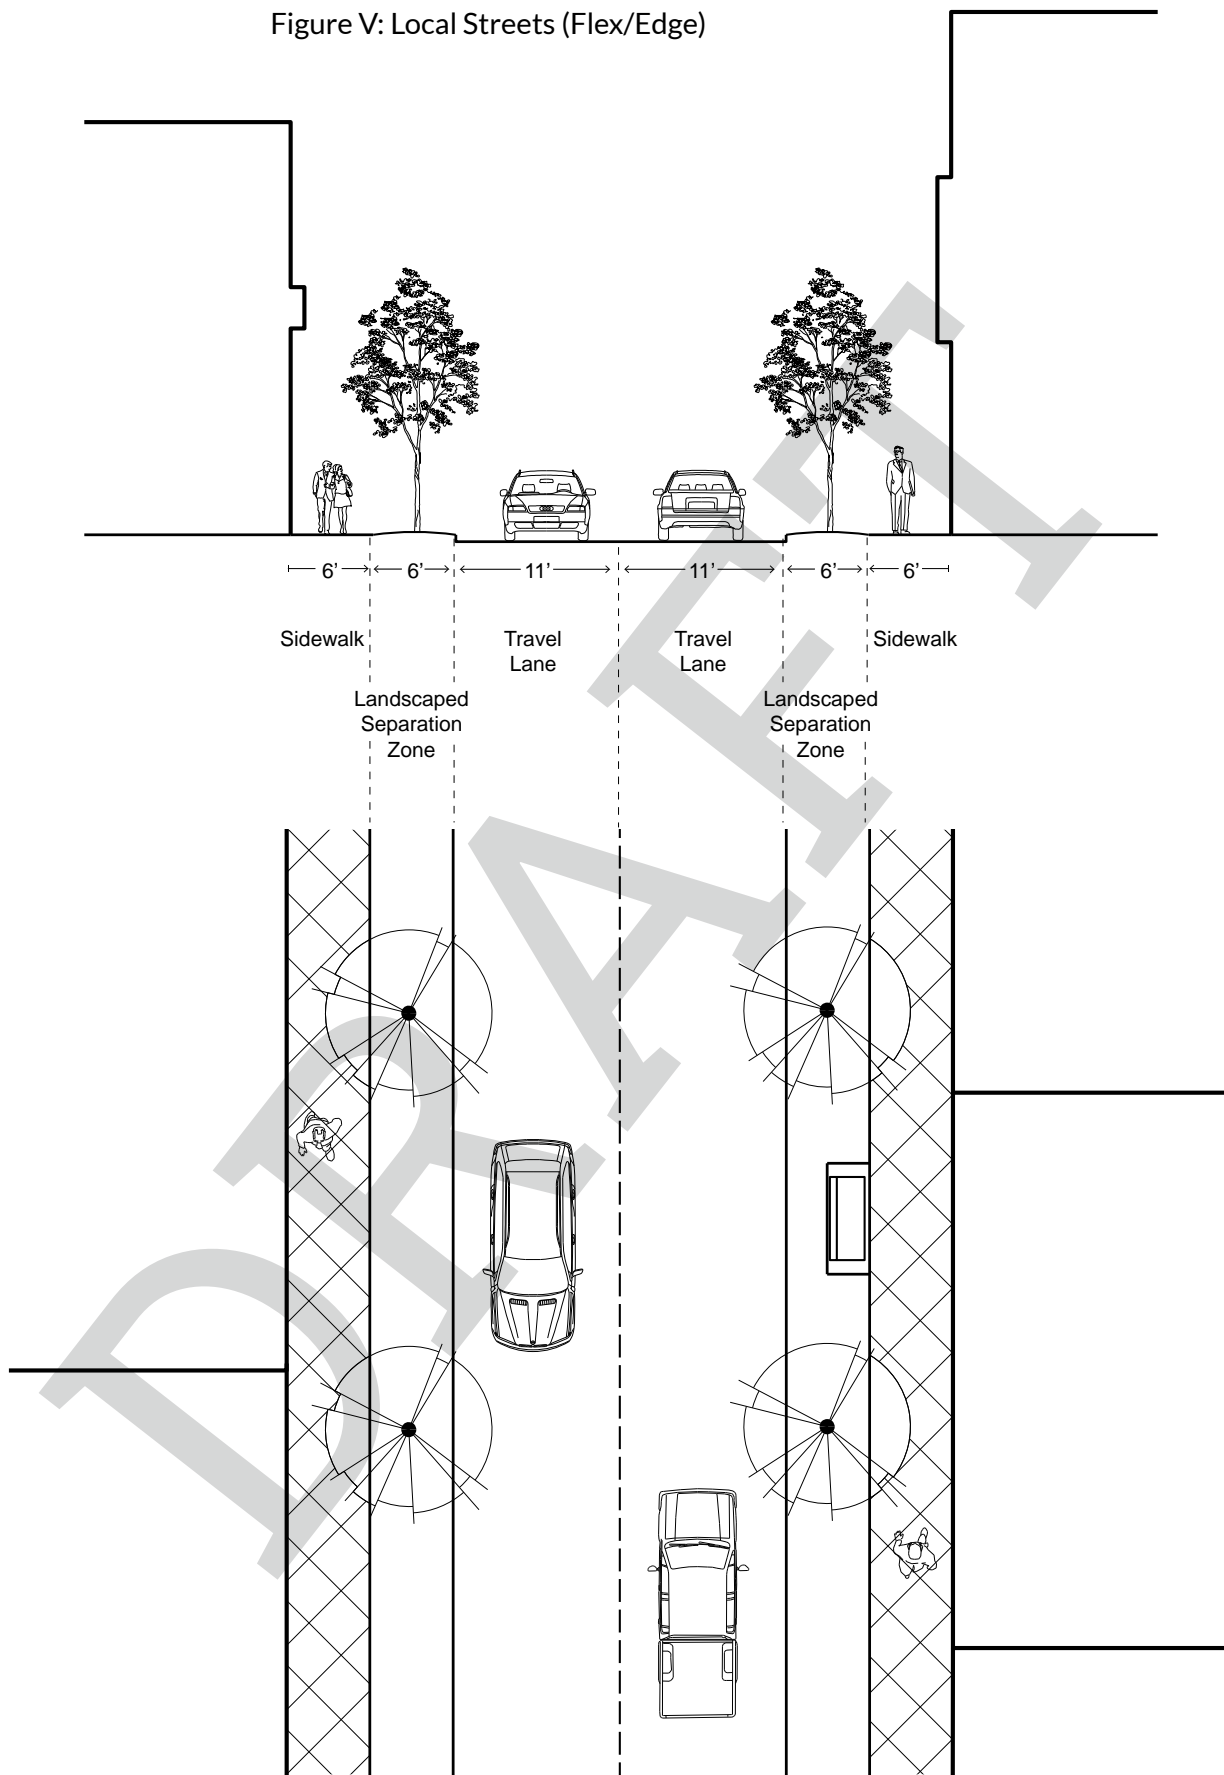 Figure V: Local Streets (Flex/Edge)
6’ 6’ 11’ 11’ 6’ 6’
Sidewalk
Travel
Lane
Travel
Lane
Sidewalk
Landscaped
Separation
Zone
Landscaped
Separation
Zone
DRAFT